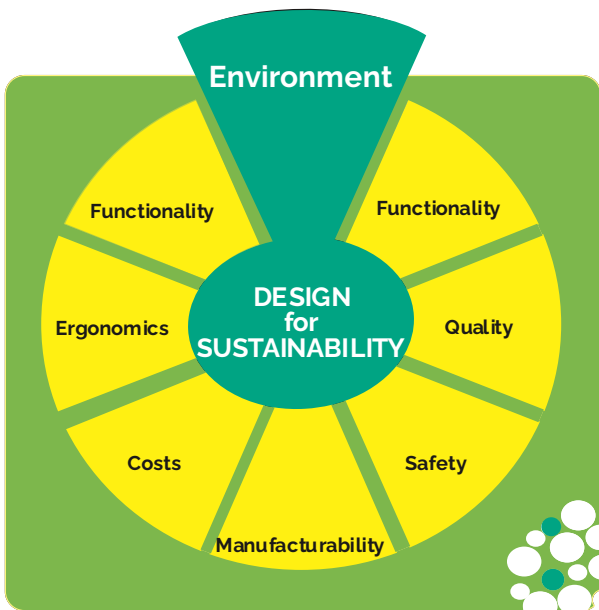 Environment
Functionality
Functionality
DESIGN
for
SUSTAINABILITY
Ergonomics
Quality
Costs
Safety
Manufacturability